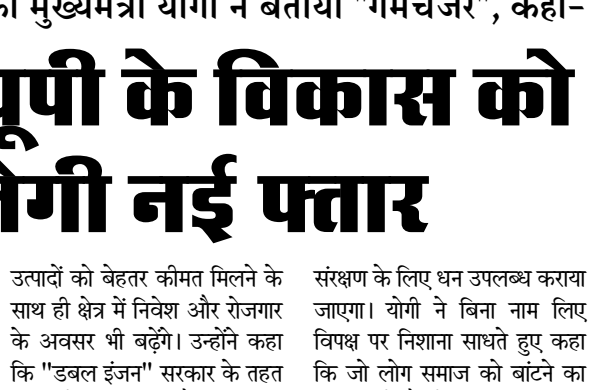 मुख्यमंत्री योगी ने बताया "गेमचेंजर", कहा-
यूपी के विकास को
नई फ्तार
उत्पादों को बेहतर कीमत मिलने के
साथ ही क्षेत्र में निवेश और रोजगार
के अवसर भी बढ़ेंगे। उन्होंने कहा
कि "डबल इंजन" सरकार के तहत
संरक्षण के लिए धन उपलब्ध कराया
जाएगा। योगी ने बिना नाम लिए
विपक्ष पर निशाना साधते हुए कहा
कि जो लोग समाज को बांटने का